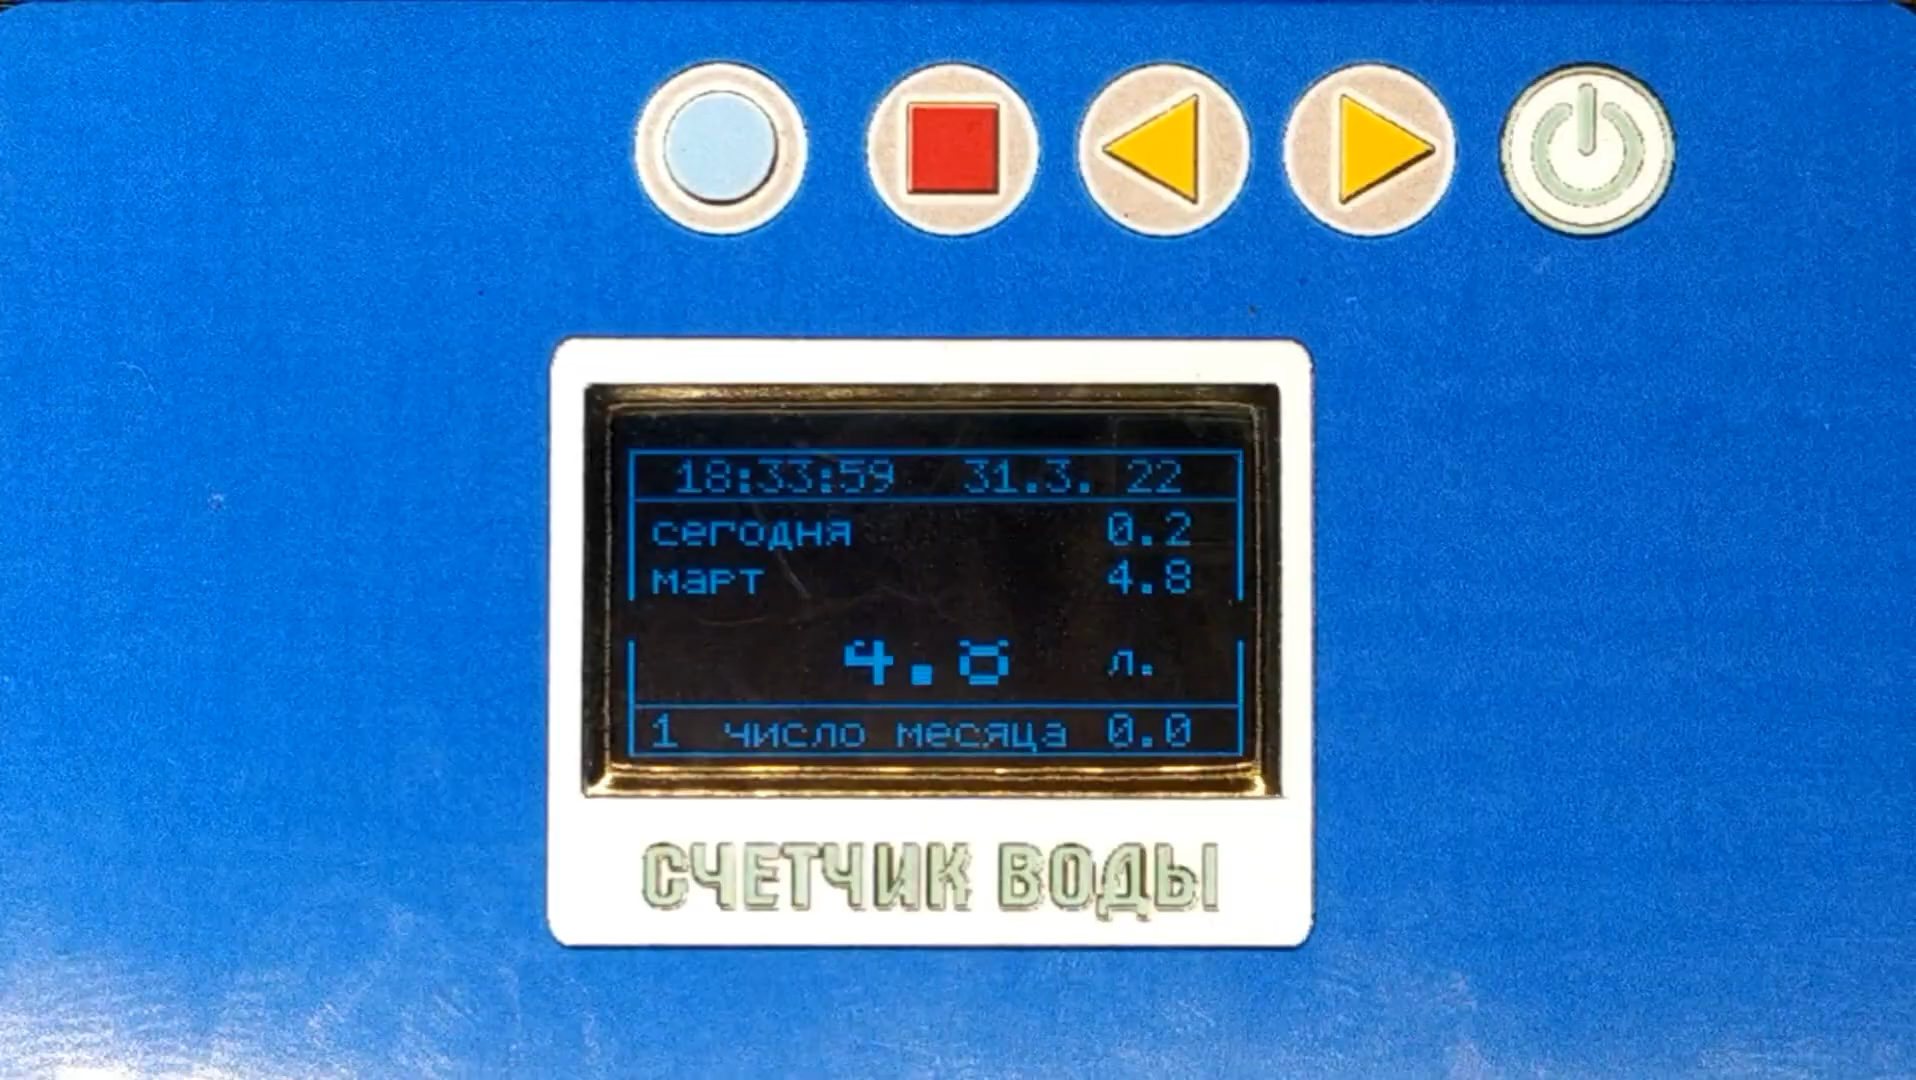 18:33:59 31.3. 22
сегодня 0.2
март 4.8
4.8 л.
1 число месяца 0.0
СЧЕТЧИК ВОДЫ